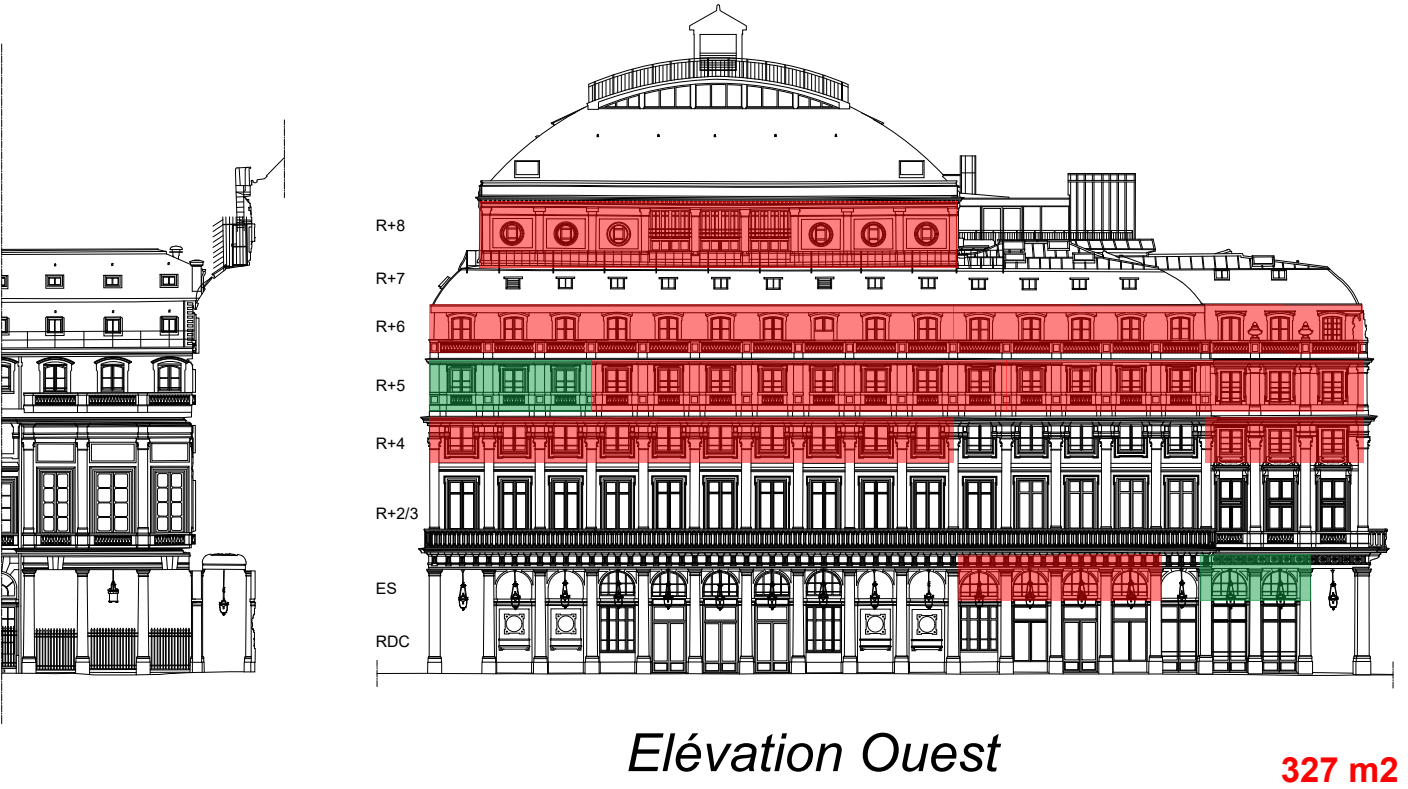 R+8
R+7
R+6
R+5
R+4
R+2/3
ES
RDC
Elévation Ouest
327 m2